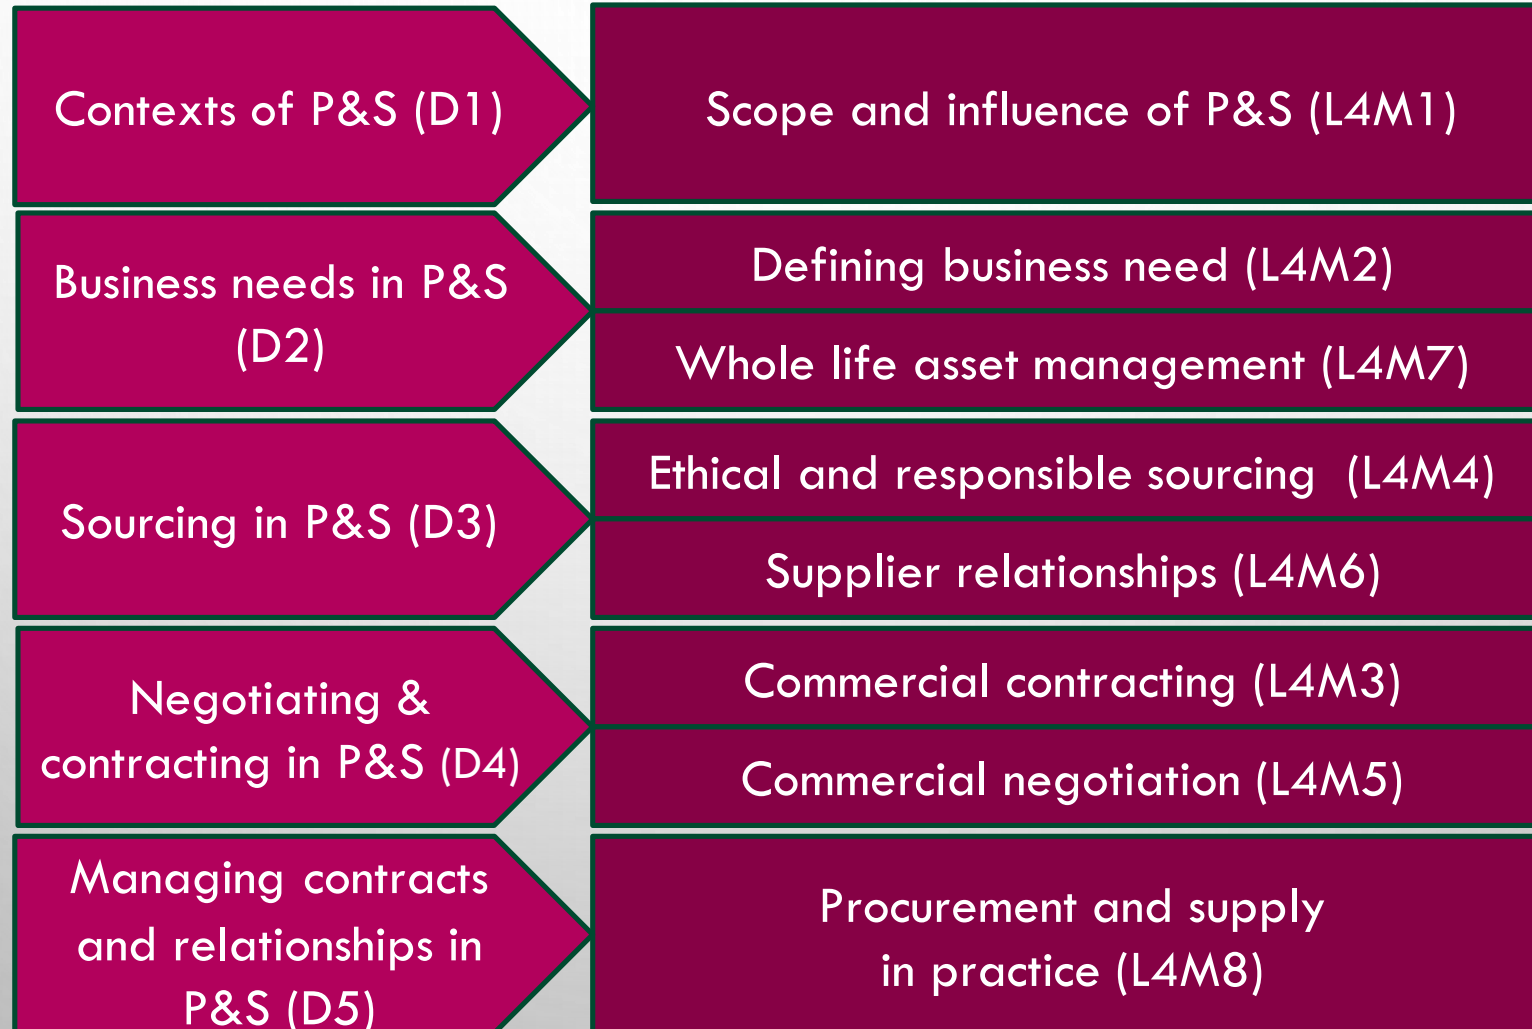 Contexts of P&S (D1)
Scope and influence of P&S (L4M1)
Business needs in P&S
(D2)
Defining business need (L4M2)
Whole life asset management (L4M7)
Sourcing in P&S (D3)
Ethical and responsible sourcing  (L4M4)
Supplier relationships (L4M6)
Negotiating &
contracting in P&S (D4)
Commercial contracting (L4M3)
Commercial negotiation (L4M5)
Managing contracts
and relationships in
P&S (D5)
Procurement and supply
in practice (L4M8)